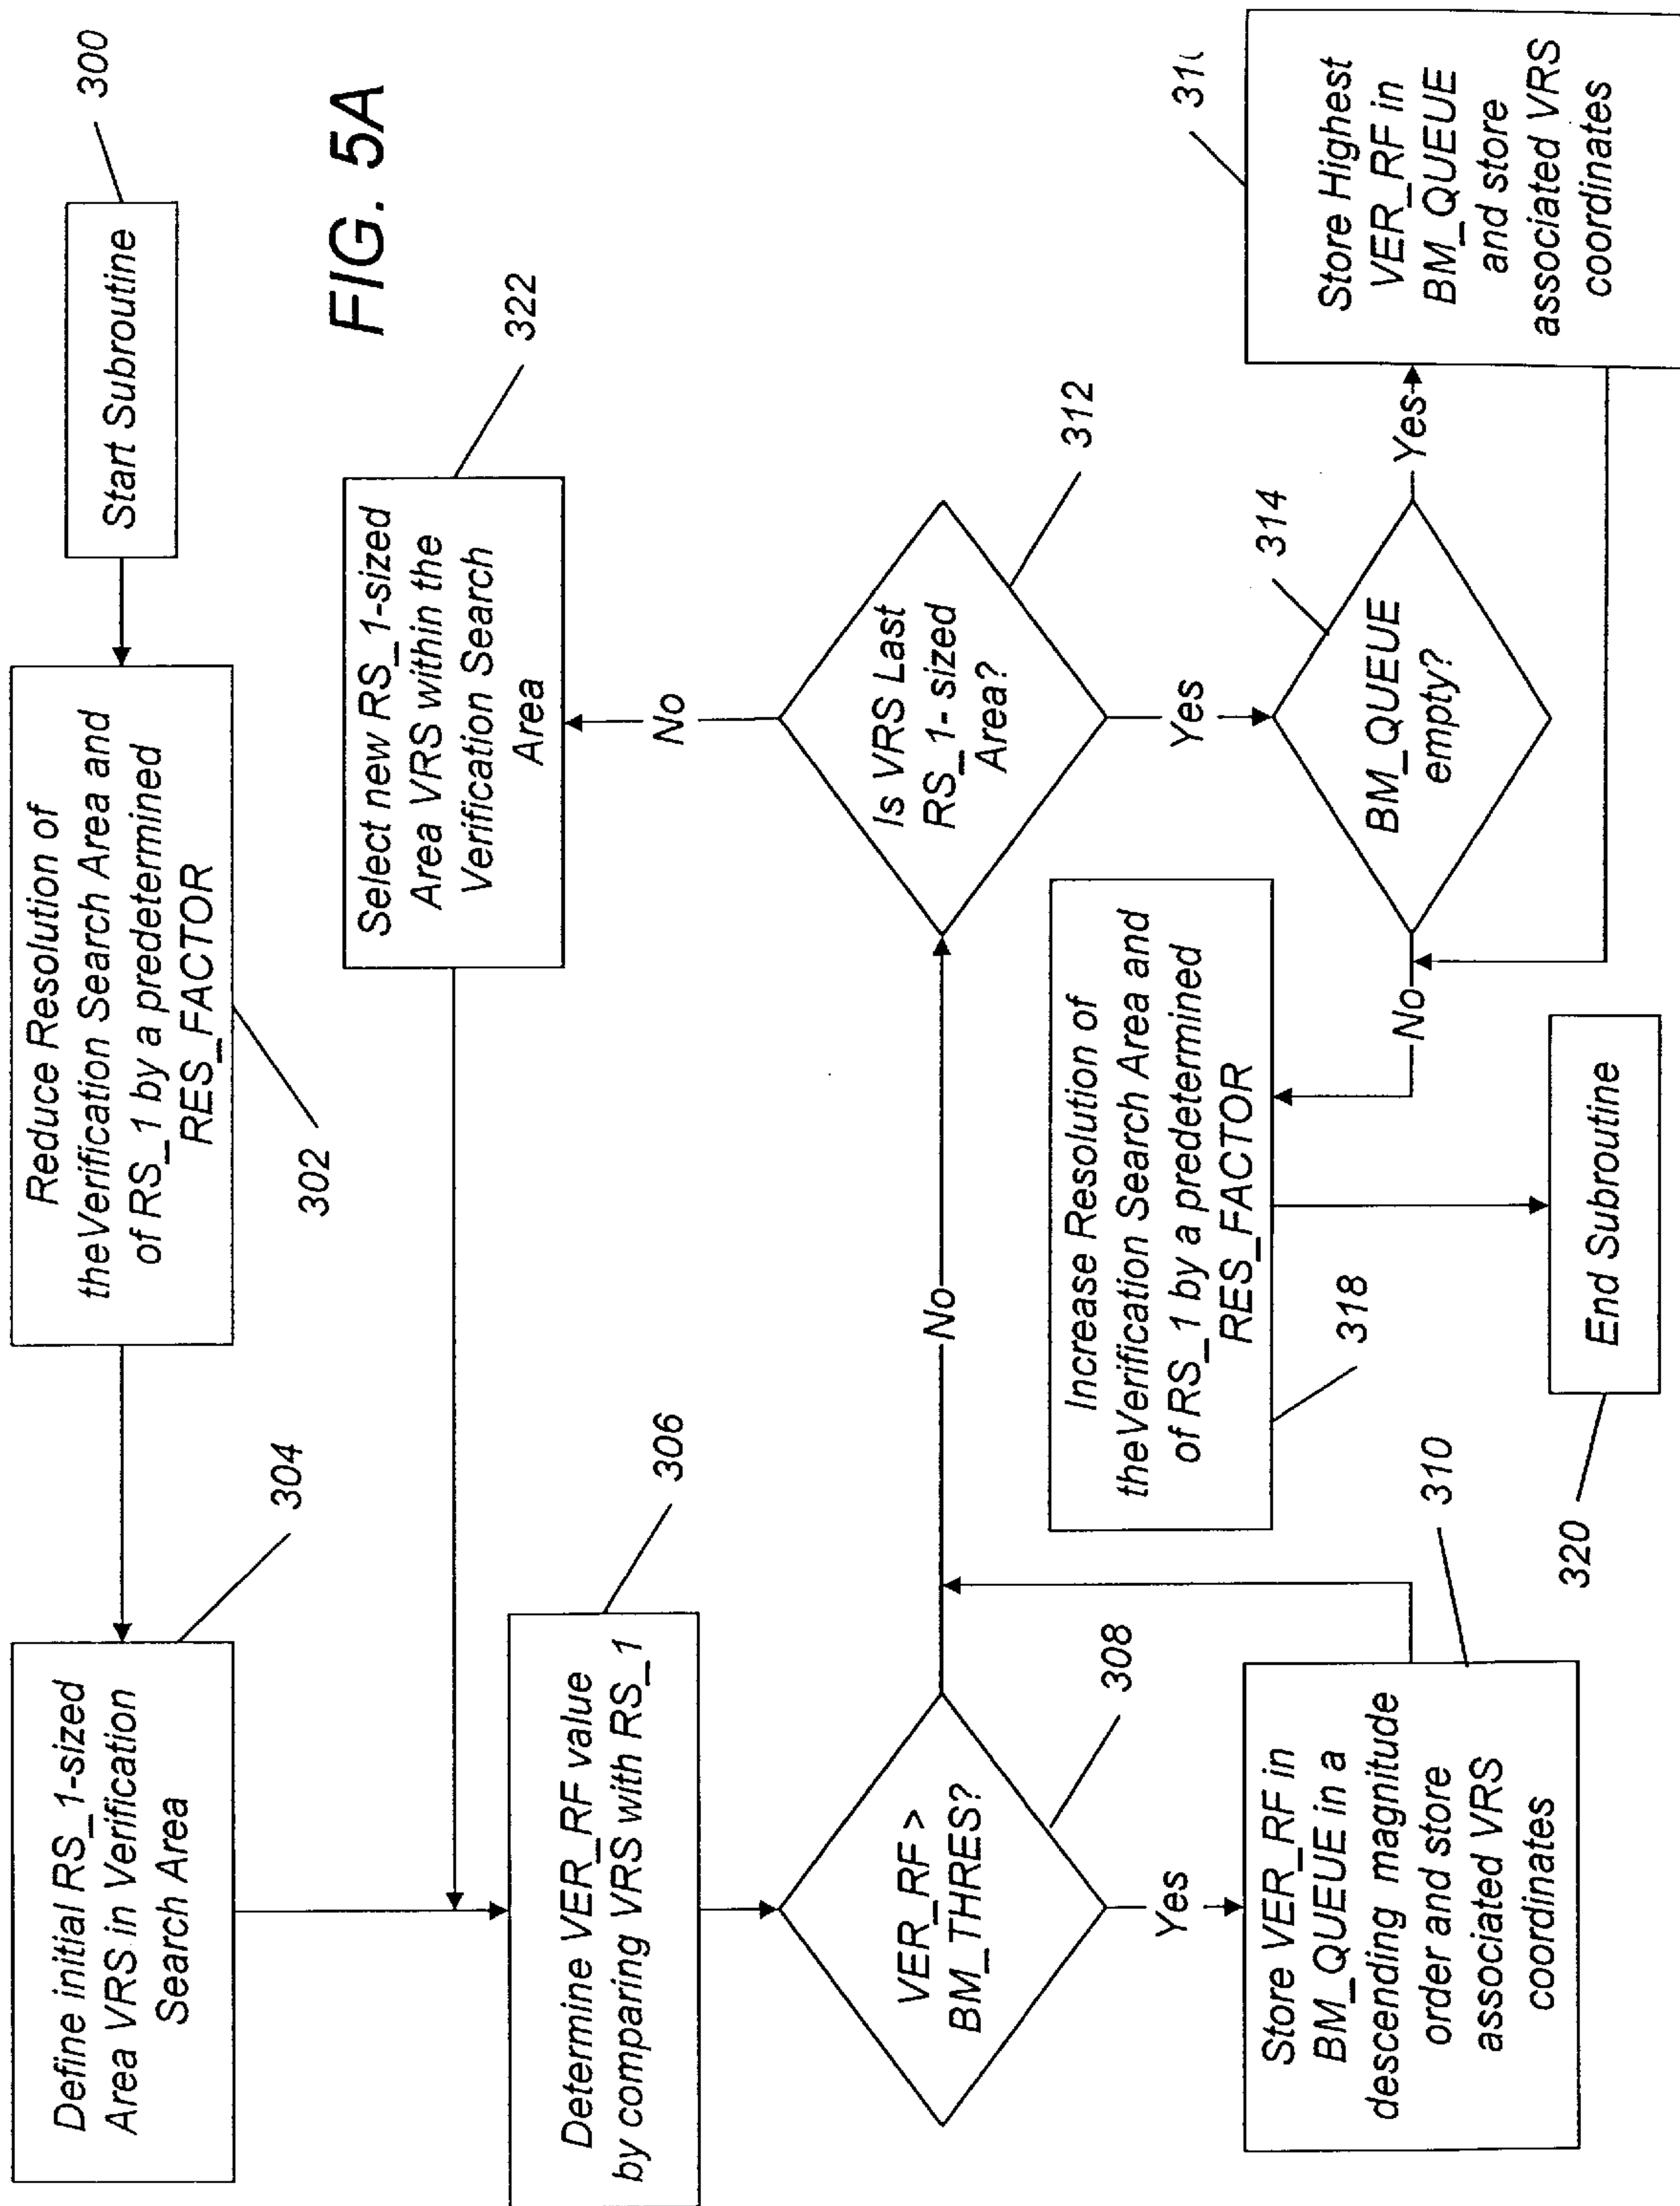 FIG. 5A
Start Subroutine
300
Reduce Resolution of
theVerification Search Area and
of RS_1 by a predetermined
RES_FACTOR
302
Define initial RS_1-sized
Area VRS in Verification
Search Area
304
Select new RS_1-sized
Area VRS within the
Verification Search
Area
322
Determine VER_RF value
by comparing VRS with RS_1
306
VER_RF >
BM_THRES?
308
No
Yes
Store VER_RF in
BM_QUEUE in a
descending magnitude
order and store
associated VRS
coordinates
310
Is VRS Last
RS_1-sized
Area?
312
No
Yes
BM_QUEUE
empty?
314
Yes
No
Store Highest
VER_RF in
BM_QUEUE
and store
associated VRS
coordinates
Increase Resolution of
theVerification Search Area and
of RS_1 by a predetermined
RES_FACTOR
318
End Subroutine
320